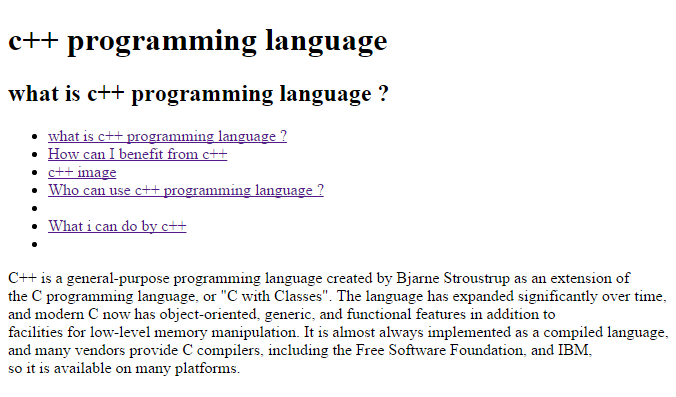 c++ programming language
what is c++ programming language ?
what is c++ programming language ?
How can I benefit from c++
c++ image
Who can use c++ programming language ?
What i can do by c++
C++ is a general-purpose programming language created by Bjarne Stroustrup as an extension of
the C programming language, or "C with Classes". The language has expanded significantly over time,
and modern C now has object-oriented, generic, and functional features in addition to
facilities for low-level memory manipulation. It is almost always implemented as a compiled language,
and many vendors provide C compilers, including the Free Software Foundation, and IBM,
so it is available on many platforms.